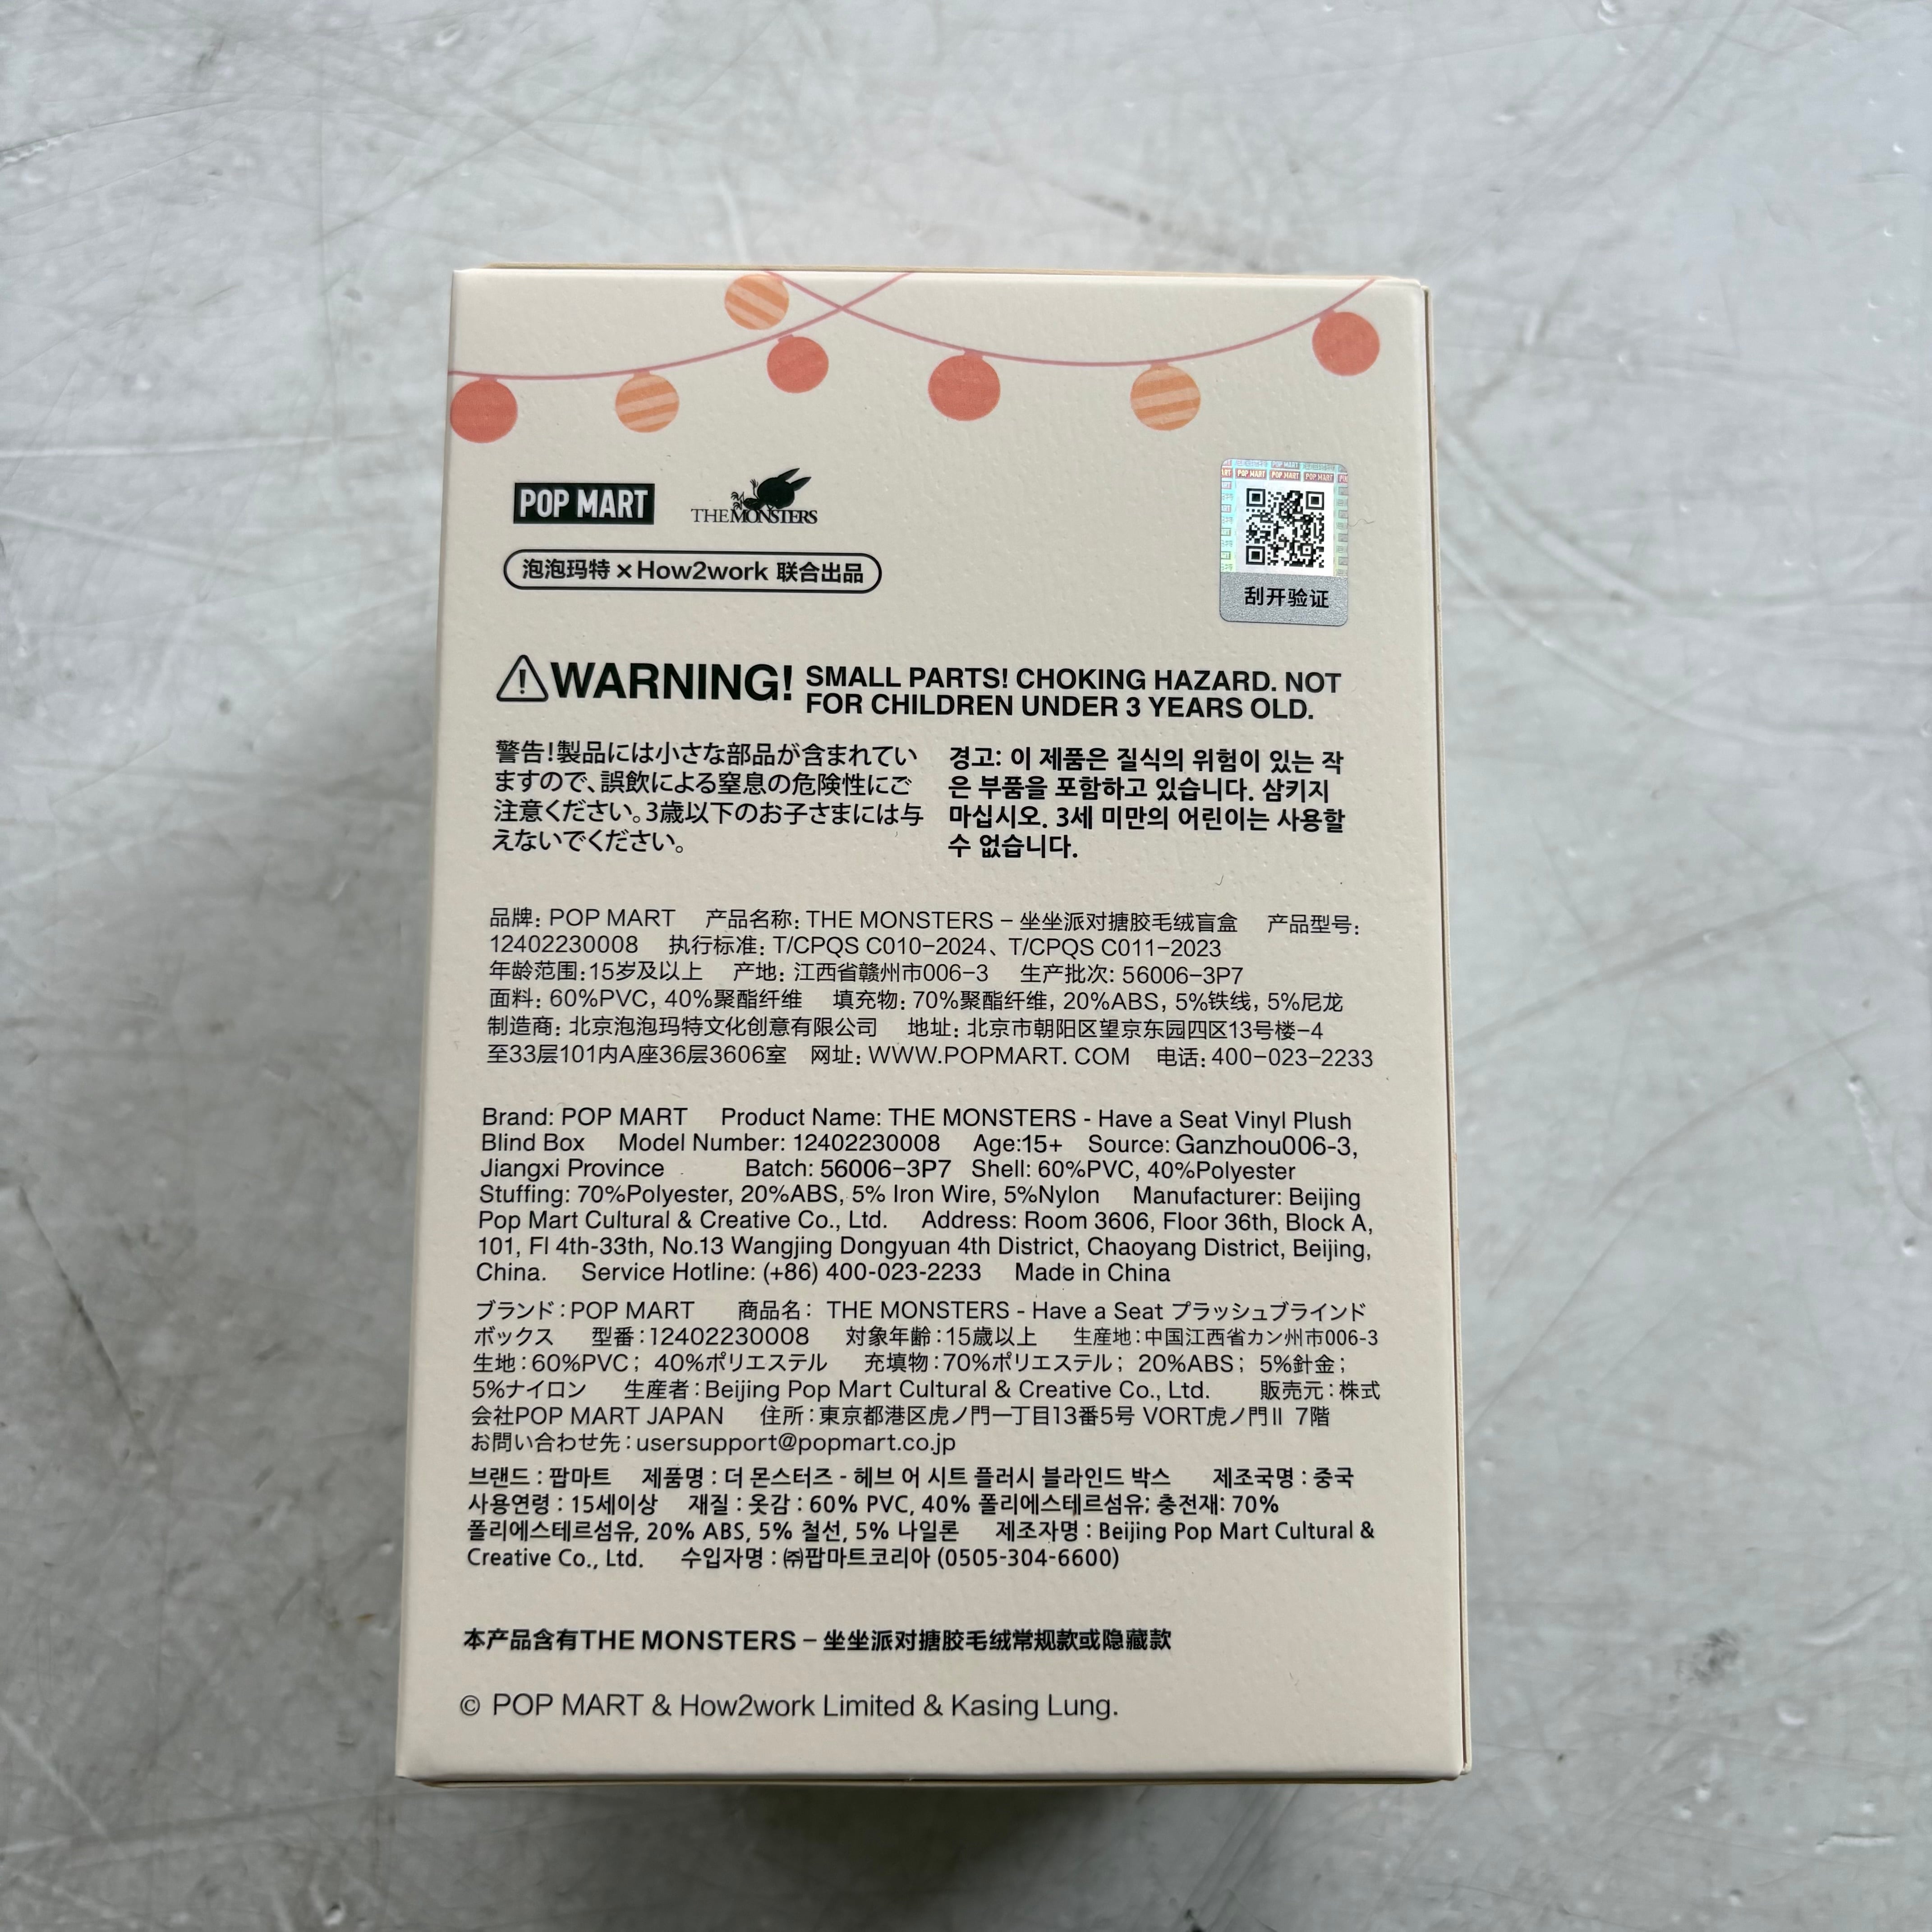 POP MART
THE MONSTERS
泡泡玛特 × How2work 联合出品
POP MART
POP MART POP MART POP MART
刮开验证
WARNING! SMALL PARTS! CHOKING HAZARD. NOT
FOR CHILDREN UNDER 3 YEARS OLD.
警告!製品には小さな部品が含まれてい
ますので、誤飲による窒息の危険性にご
注意ください。3歳以下のお子さまには与
えないでください。
경고: 이 제품은 질식의 위험이 있는 작
은 부품을 포함하고 있습니다. 삼키지
마십시오. 3세 미만의 어린이는 사용할
수 없습니다.
品牌: POP MART 产品名称: THE MONSTERS – 坐坐派对搪胶毛绒盲盒 产品型号:
12402230008 执行标准: T/CPQS C010–2024、T/CPQS C011–2023
年龄范围:15岁及以上 产地: 江西省赣州市006–3 生产批次: 56006–3P7
面料: 60%PVC, 40%聚酯纤维 填充物: 70%聚酯纤维, 20%ABS, 5%铁线, 5%尼龙
制造商: 北京泡泡玛特文化创意有限公司 地址: 北京市朝阳区望京东园四区13号楼–4
至33层101内A座36层3606室 网址: WWW.POPMART. COM 电话: 400–023–2233
Brand: POP MART Product Name: THE MONSTERS - Have a Seat Vinyl Plush
Blind Box Model Number: 12402230008 Age:15+ Source: Ganzhou006-3,
Jiangxi Province Batch: 56006–3P7 Shell: 60%PVC, 40%Polyester
Stuffing: 70%Polyester, 20%ABS, 5% Iron Wire, 5%Nylon Manufacturer: Beijing
Pop Mart Cultural & Creative Co., Ltd. Address: Room 3606, Floor 36th, Block A,
101, Fl 4th-33th, No.13 Wangjing Dongyuan 4th District, Chaoyang District, Beijing,
China. Service Hotline: (+86) 400-023-2233 Made in China
ブランド:POP MART 商品名: THE MONSTERS - Have a Seat プラッシュブラインド
ボックス 型番:12402230008 対象年齢:15歳以上 生産地:中国江西省カン州市006-3
生地:60%PVC; 40%ポリエステル 充填物:70%ポリエステル; 20%ABS; 5%針金;
5%ナイロン 生産者:Beijing Pop Mart Cultural & Creative Co., Ltd. 販売元:株式
会社POP MART JAPAN 住所:東京都港区虎ノ門一丁目13番5号 VORT虎ノ門Ⅱ 7階
お問い合わせ先:usersupport@popmart.co.jp
브랜드 : 팝마트 제품명 : 더 몬스터즈 - 헤브 어 시트 플러시 블라인드 박스 제조국명 : 중국
사용연령 : 15세이상 재질 : 옷감 : 60% PVC, 40% 폴리에스테르섬유; 충전재: 70%
폴리에스테르섬유, 20% ABS, 5% 철선, 5% 나일론 제조자명 : Beijing Pop Mart Cultural &
Creative Co., Ltd. 수입자명 : ㈜팝마트코리아 (0505-304-6600)
本产品含有THE MONSTERS – 坐坐派对搪胶毛绒常规款或隐藏款
© POP MART & How2work Limited & Kasing Lung.